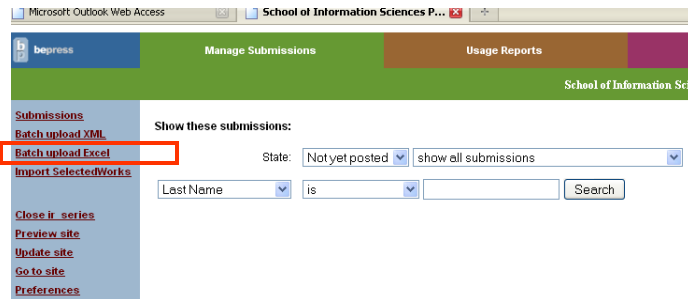 Microsoft Outlook Web Access
School of Information Sciences P...
bepress
Manage Submissions
Usage Reports
School of Information Sci
Submissions
Batch upload XML
Batch upload Excel
Import SelectedWorks
Close ir_series
Preview site
Update site
Go to site
Preferences
Show these submissions:
State: Not yet posted show all submissions
Last Name is Search